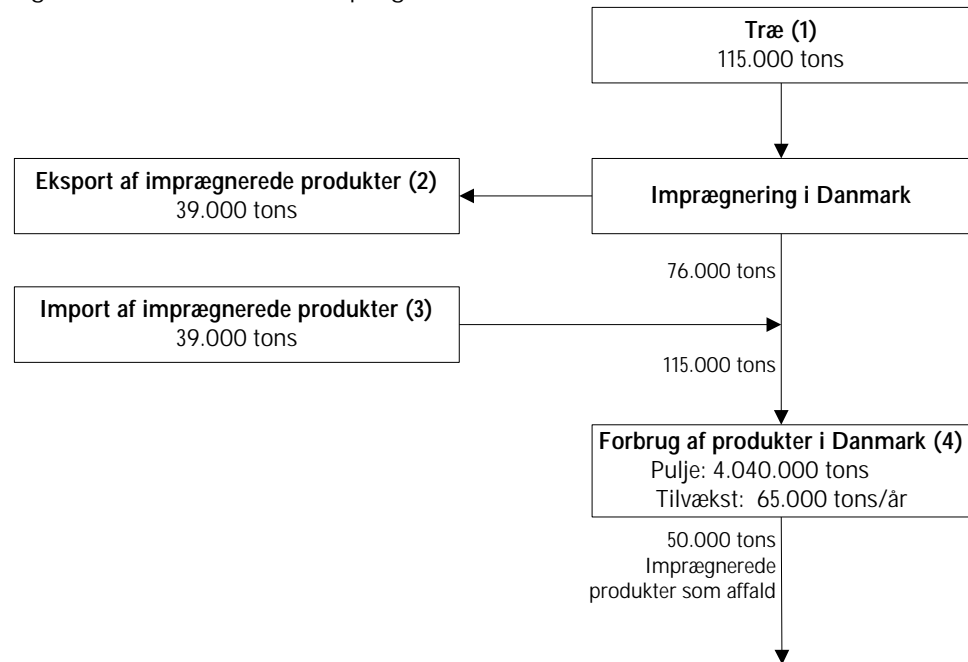 Træ (1)
115.000 tons
Eksport af imprægnerede produkter (2)
39.000 tons
Imprægnering i Danmark
76.000 tons
Import af imprægnerede produkter (3)
39.000 tons
115.000 tons
Forbrug af produkter i Danmark (4)
Pulje: 4.040.000 tons
Tilvækst: 65.000 tons/år
50.000 tons
Imprægnerede
produkter som affald